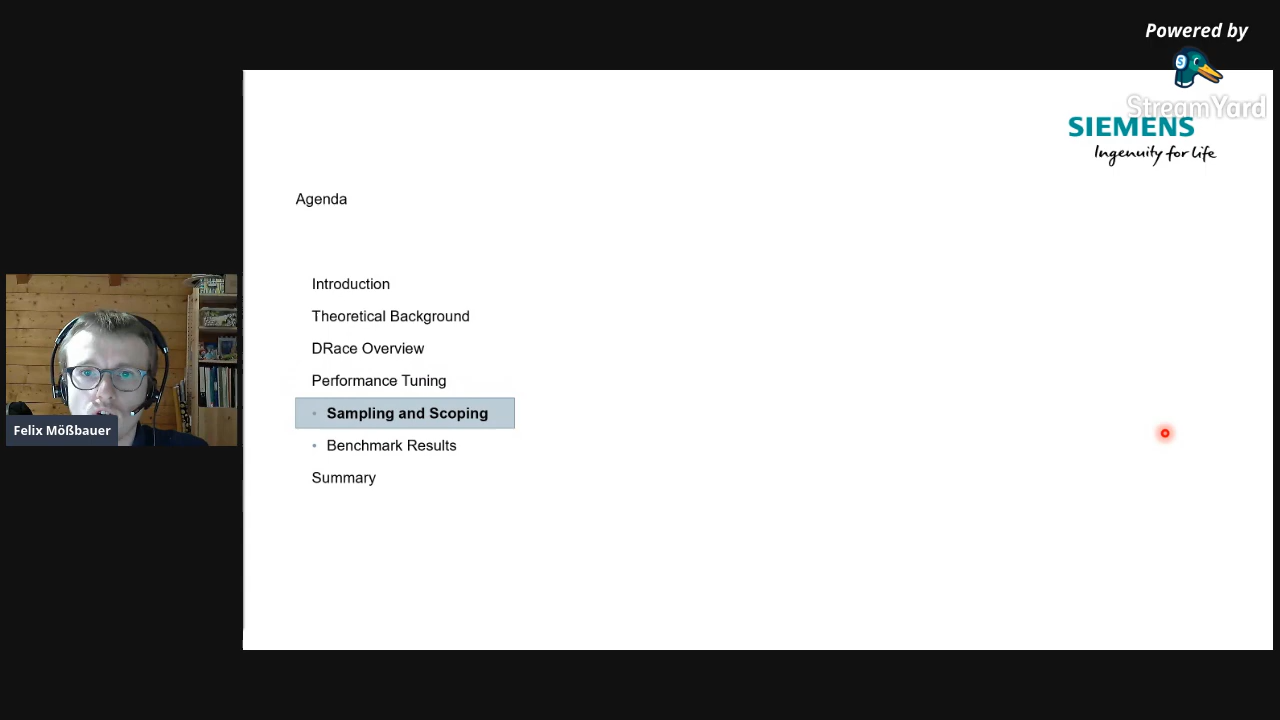 Powered by
StreamYard
SIEMENS
Ingenuity for life
Agenda
Introduction
Theoretical Background
DRace Overview
Performance Tuning
• Sampling and Scoping
• Benchmark Results
Summary
Felix Mößbauer